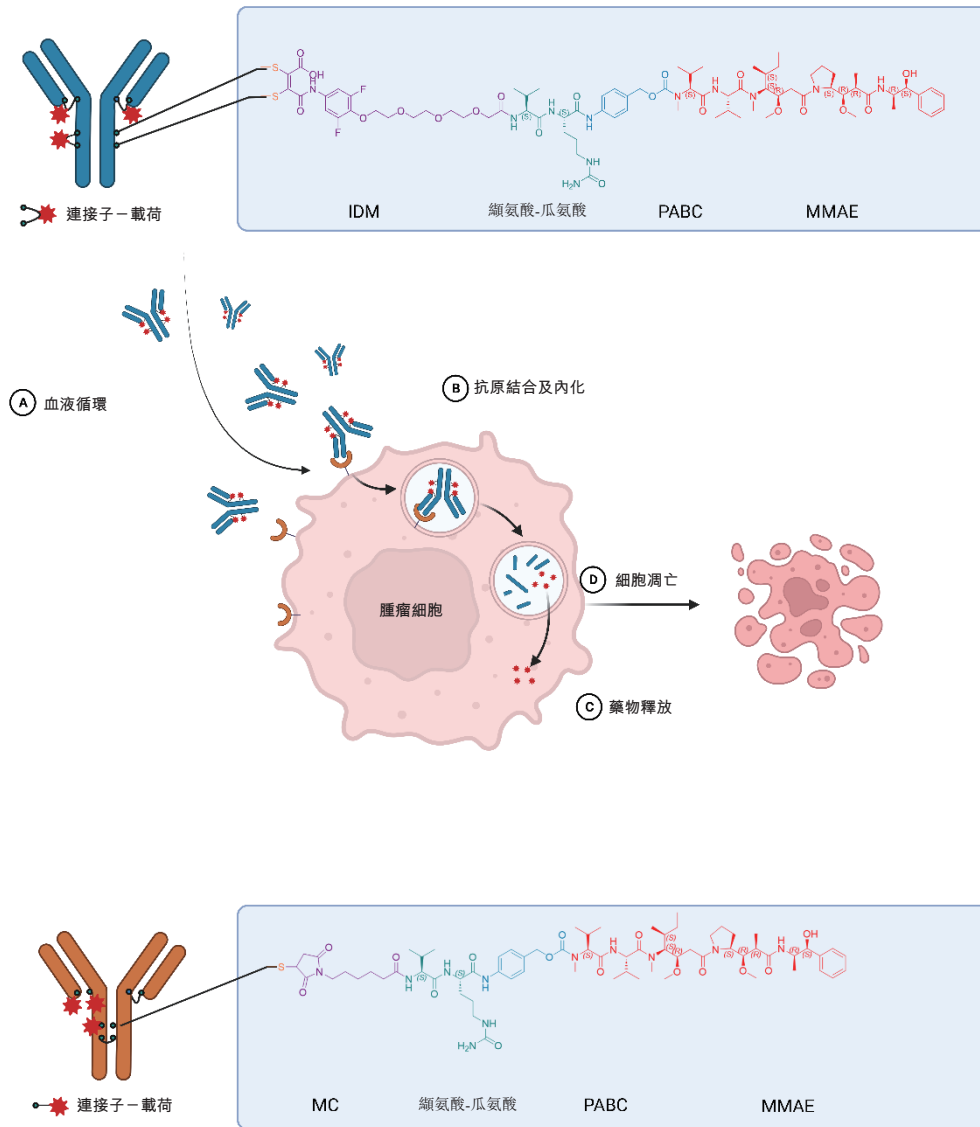 連接子－載荷
IDM
纈氨酸-瓜氨酸
PABC
MMAE
A 血液循環
B 抗原結合及內化
腫瘤細胞
D 細胞凋亡
C 藥物釋放
連接子－載荷
MC
纈氨酸-瓜氨酸
PABC
MMAE